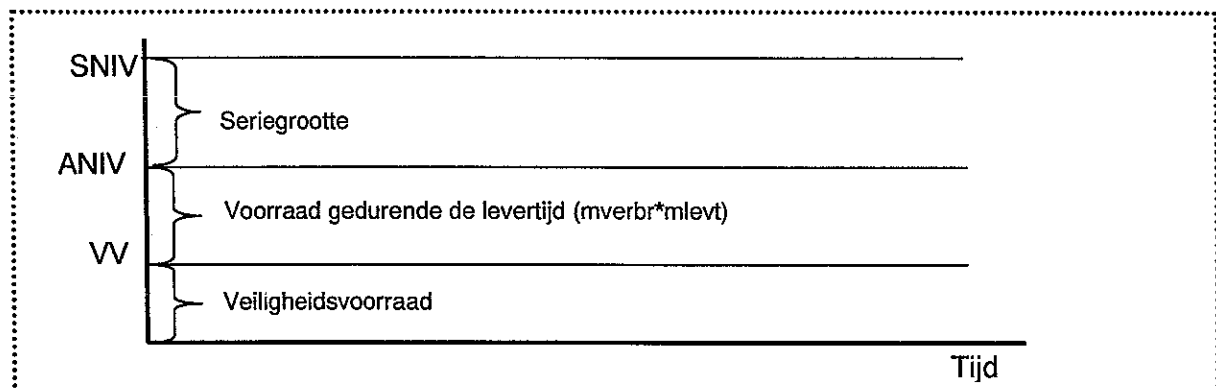 SNIV
Seriegrootte
ANIV
Voorraad gedurende de levertijd (mverbr*mlevt)
VV
Veiligheidsvoorraad
Tijd